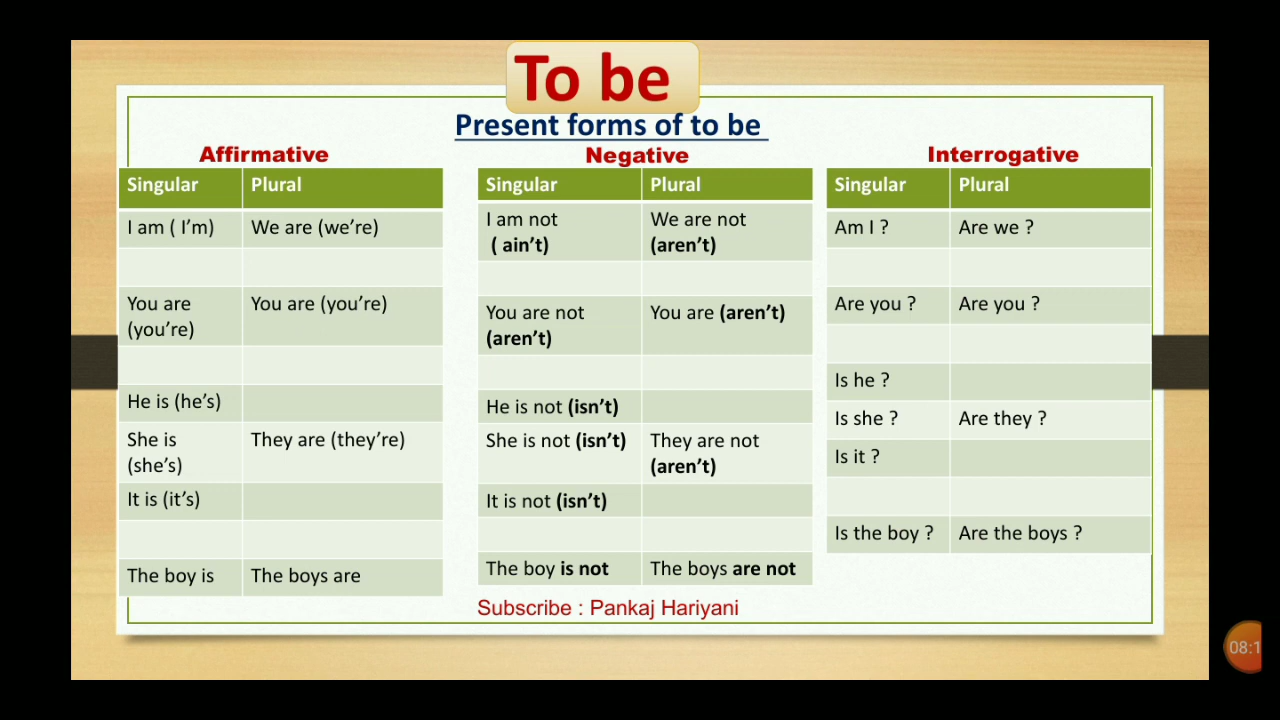 To be
Present forms of to be
Affirmative
Singular Plural
I am ( I’m) We are (we’re)
You are You are (you’re)
(you’re)
He is (he’s)
She is They are (they’re)
(she’s)
It is (it’s)
The boy is The boys are
Negative
Singular Plural
I am not We are not
( ain’t) (aren’t)
You are not You are (aren’t)
(aren’t)
He is not (isn’t)
She is not (isn’t) They are not
(aren’t)
It is not (isn’t)
The boy is not The boys are not
Interrogative
Singular Plural
Am I ? Are we ?
Are you ? Are you ?
Is he ?
Is she ? Are they ?
Is it ?
Is the boy ? Are the boys ?
Subscribe : Pankaj Hariyani
08:1